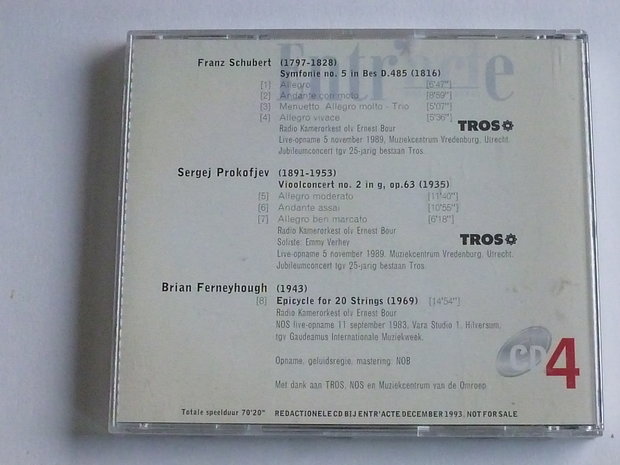 Entr'acte
Franz Schubert (1797-1828)
Symfonie no. 5 in Bes D.485 (1816)
[1] Allegro [6'47"]
[2] Andante con moto [8'59"]
[3] Menuetto. Allegro molto - Trio [5'07"]
[4] Allegro vivace [5'36"]
Radio Kamerorkest olv Ernest Bour TROS
Live-opname 5 november 1989, Muziekcentrum Vredenburg, Utrecht.
Jubileumconcert tgv 25-jarig bestaan Tros.
Sergej Prokofjev (1891-1953)
Vioolconcert no. 2 in g, op.63 (1935)
[5] Allegro moderato [11'40"]
[6] Andante assai [10'55"]
[7] Allegro ben marcato [6'18"]
Radio Kamerorkest olv Ernest Bour
Soliste: Emmy Verhey TROS
Live-opname 5 november 1989, Muziekcentrum Vredenburg, Utrecht.
Jubileumconcert tgv 25-jarig bestaan Tros.
Brian Ferneyhough (1943)
[8] Epicycle for 20 Strings (1969) [14'54"]
Radio Kamerorkest olv Ernest Bour
NOS live-opname 11 september 1983, Vara Studio 1, Hilversum,
tgv Gaudeamus Internationale Muziekweek.
Opname, geluidsregie, mastering: NOB
CD 4
Met dank aan TROS, NOS en Muziekcentrum van de Omroep.
Totale speelduur 70'20" REDACTIONELE CD BIJ ENTR'ACTE DECEMBER 1993. NOT FOR SALE